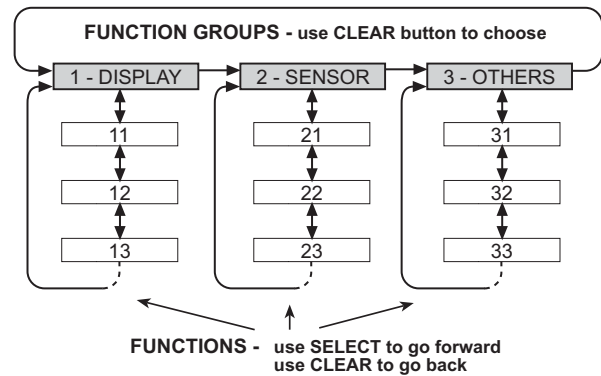 FUNCTION GROUPS - use CLEAR button to choose
1 - DISPLAY 2 - SENSOR 3 - OTHERS
11 21 31
12 22 32
13 23 33
FUNCTIONS - use SELECT to go forward
use CLEAR to go back